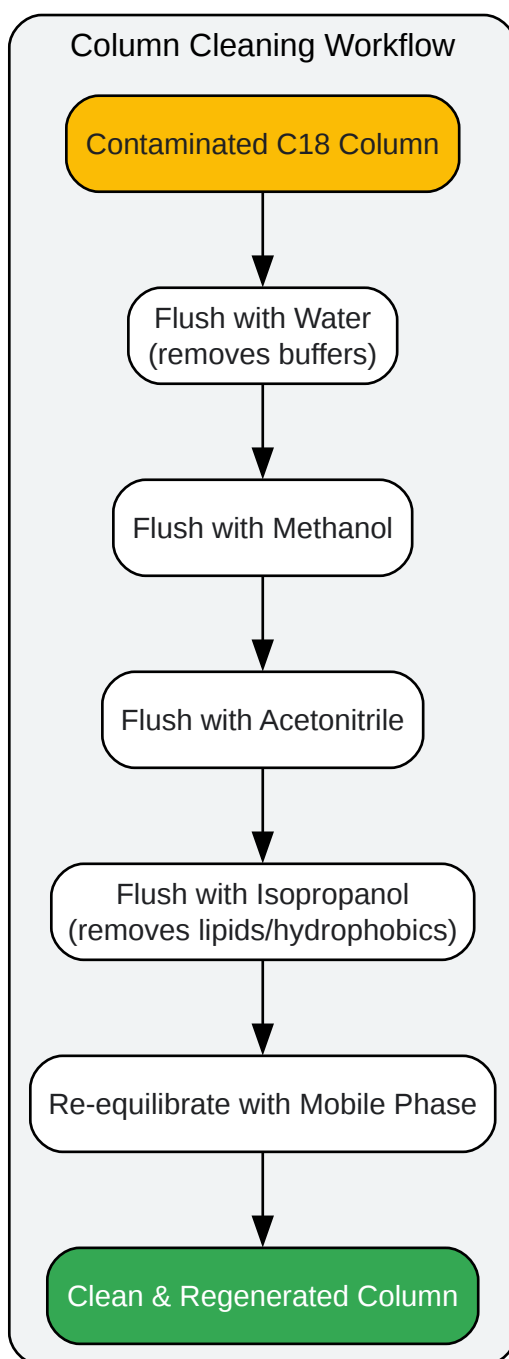 Column Cleaning Workflow
Contaminated C18 Column
Flush with Water
(removes buffers)
Flush with Methanol
Flush with Acetonitrile
Flush with Isopropanol
(removes lipids/hydrophobics)
Re-equilibrate with Mobile Phase
Clean & Regenerated Column